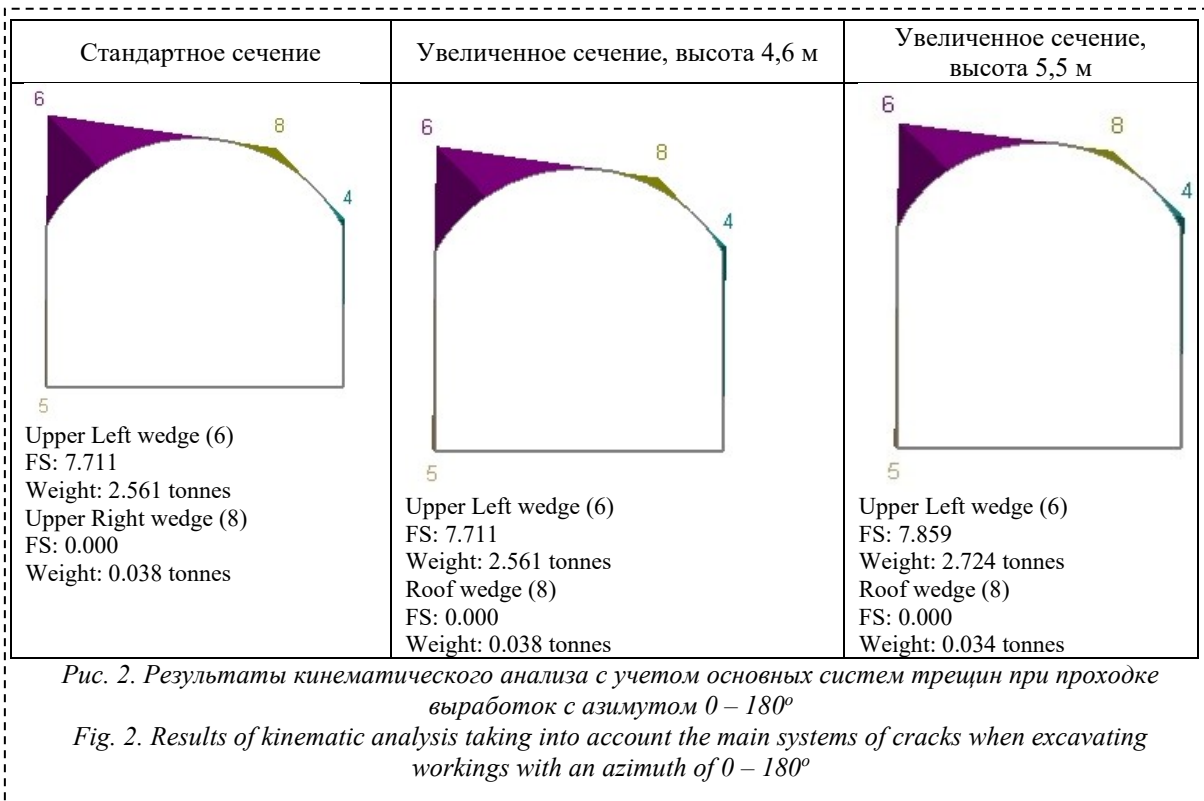 Стандартное сечение
6
8
4
5
Upper Left wedge (6)
FS: 7.711
Weight: 2.561 tonnes
Upper Right wedge (8)
FS: 0.000
Weight: 0.038 tonnes
Увеличенное сечение, высота 4,6 м
6
8
4
5
Upper Left wedge (6)
FS: 7.711
Weight: 2.561 tonnes
Roof wedge (8)
FS: 0.000
Weight: 0.038 tonnes
Увеличенное сечение,
высота 5,5 м
6
8
4
5
Upper Left wedge (6)
FS: 7.859
Weight: 2.724 tonnes
Roof wedge (8)
FS: 0.000
Weight: 0.034 tonnes
Рис. 2. Результаты кинематического анализа с учетом основных систем трещин при проходке
выработок с азимутом 0 – 180º
Fig. 2. Results of kinematic analysis taking into account the main systems of cracks when excavating
workings with an azimuth of 0 – 180º